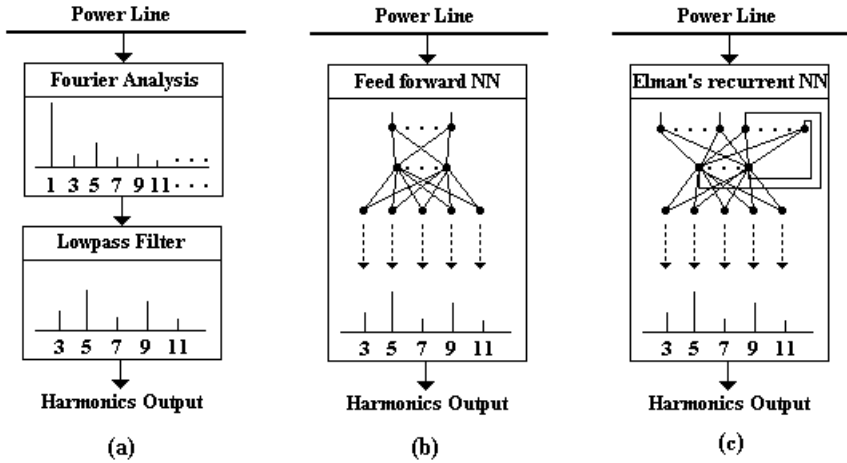 Power Line
Fourier Analysis
1 3 5 7 9 11 . . .
Lowpass Filter
3 5 7 9 11
Harmonics Output
(a)
Power Line
Feed forward NN
3 5 7 9 11
Harmonics Output
(b)
Power Line
Elman's recurrent NN
3 5 7 9 11
Harmonics Output
(c)